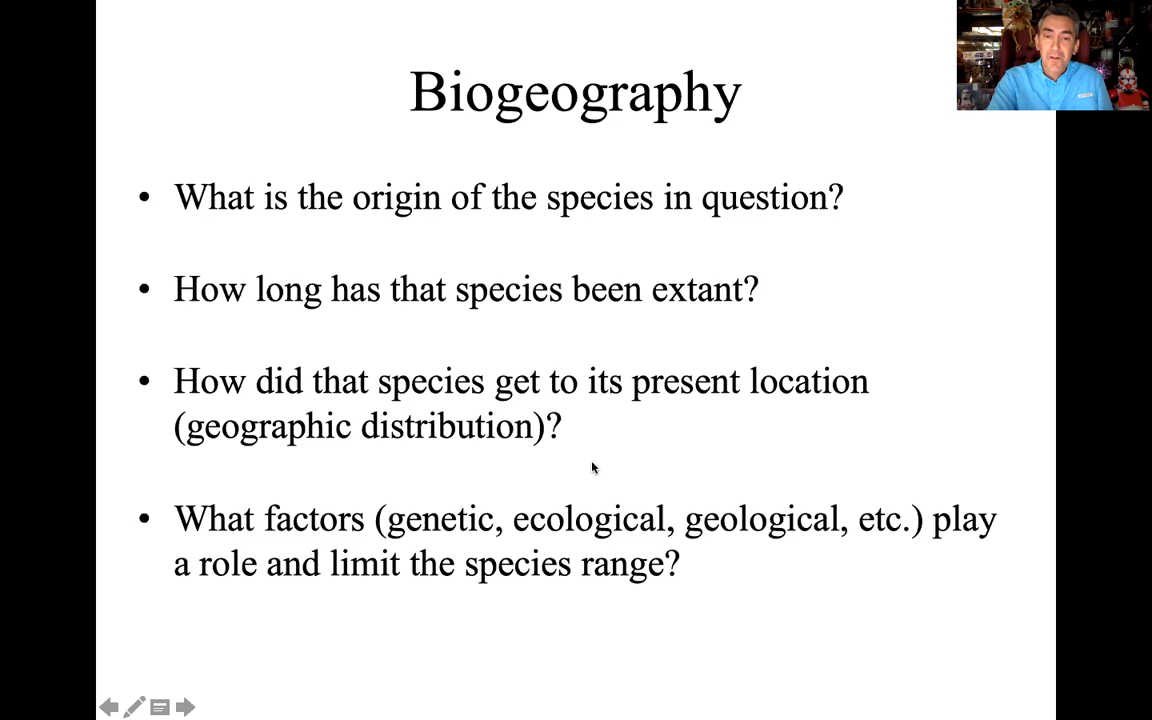 Biogeography
• What is the origin of the species in question?
• How long has that species been extant?
• How did that species get to its present location
(geographic distribution)?
• What factors (genetic, ecological, geological, etc.) play
a role and limit the species range?